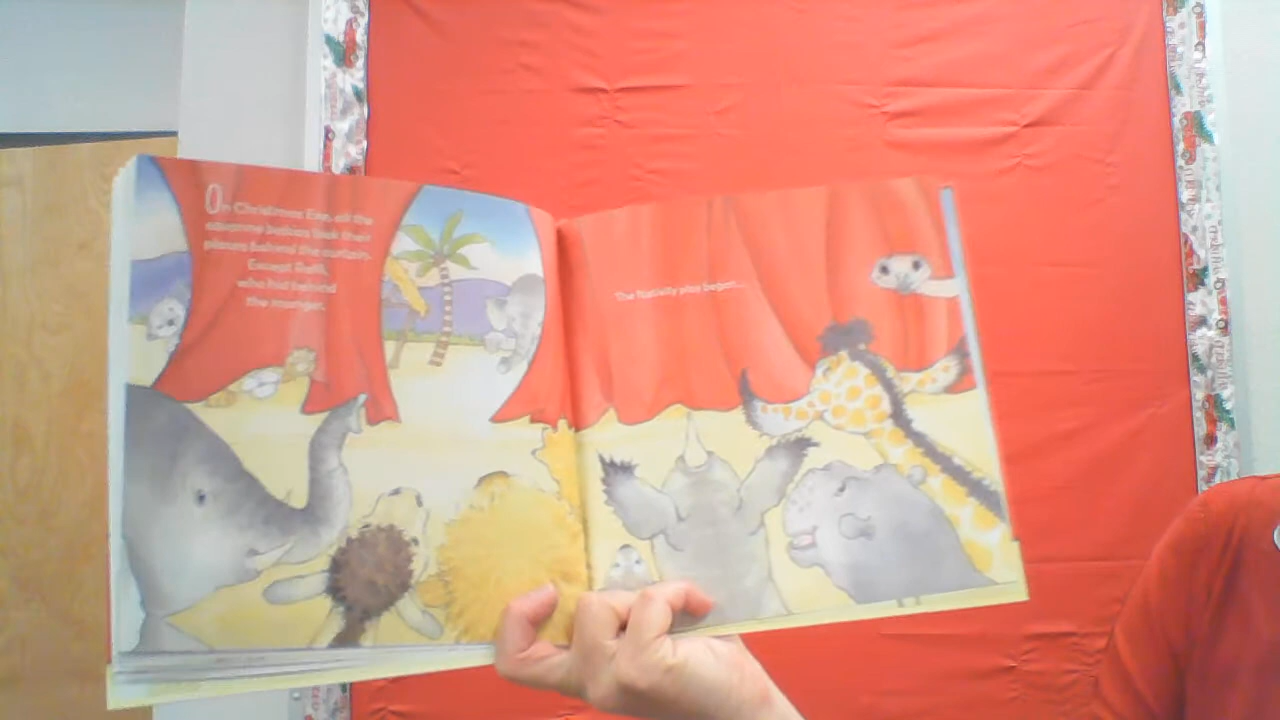 On Christmas Eve, all the
savanna babies took their
places behind the curtain.
Except
who hid behind
the manger.
The Nativity play began...